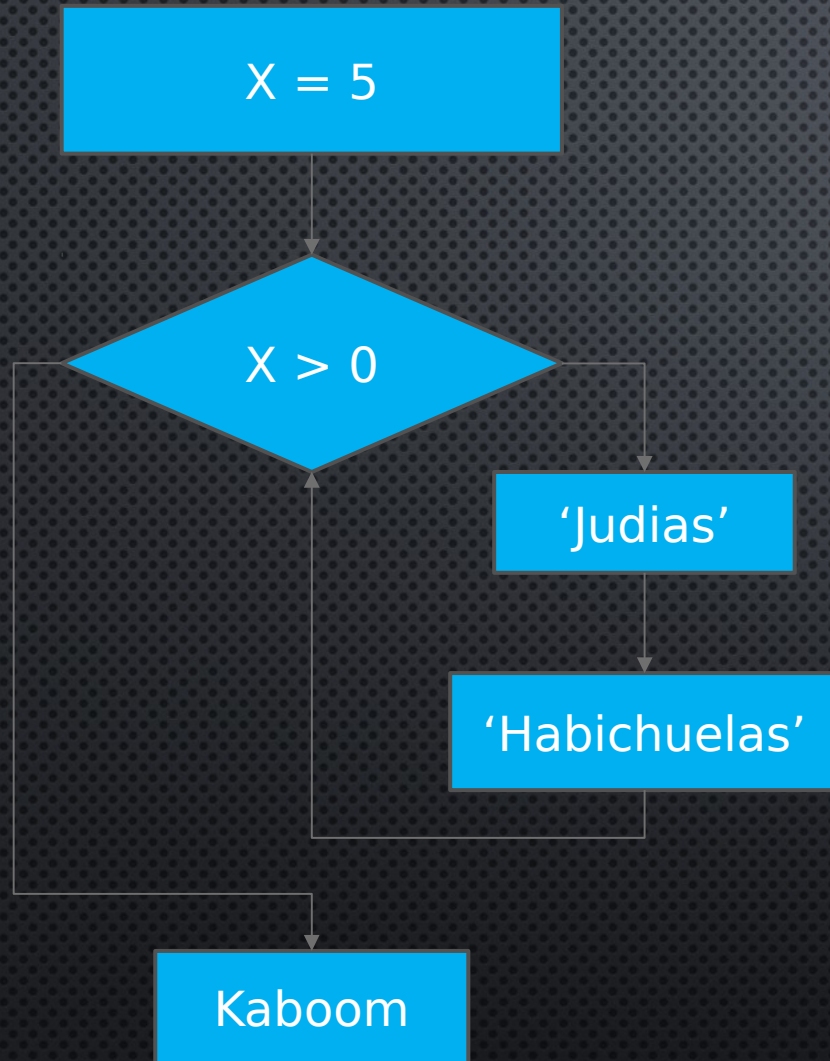 X = 5
X > 0
‘Judias’
‘Habichuelas’
Kaboom